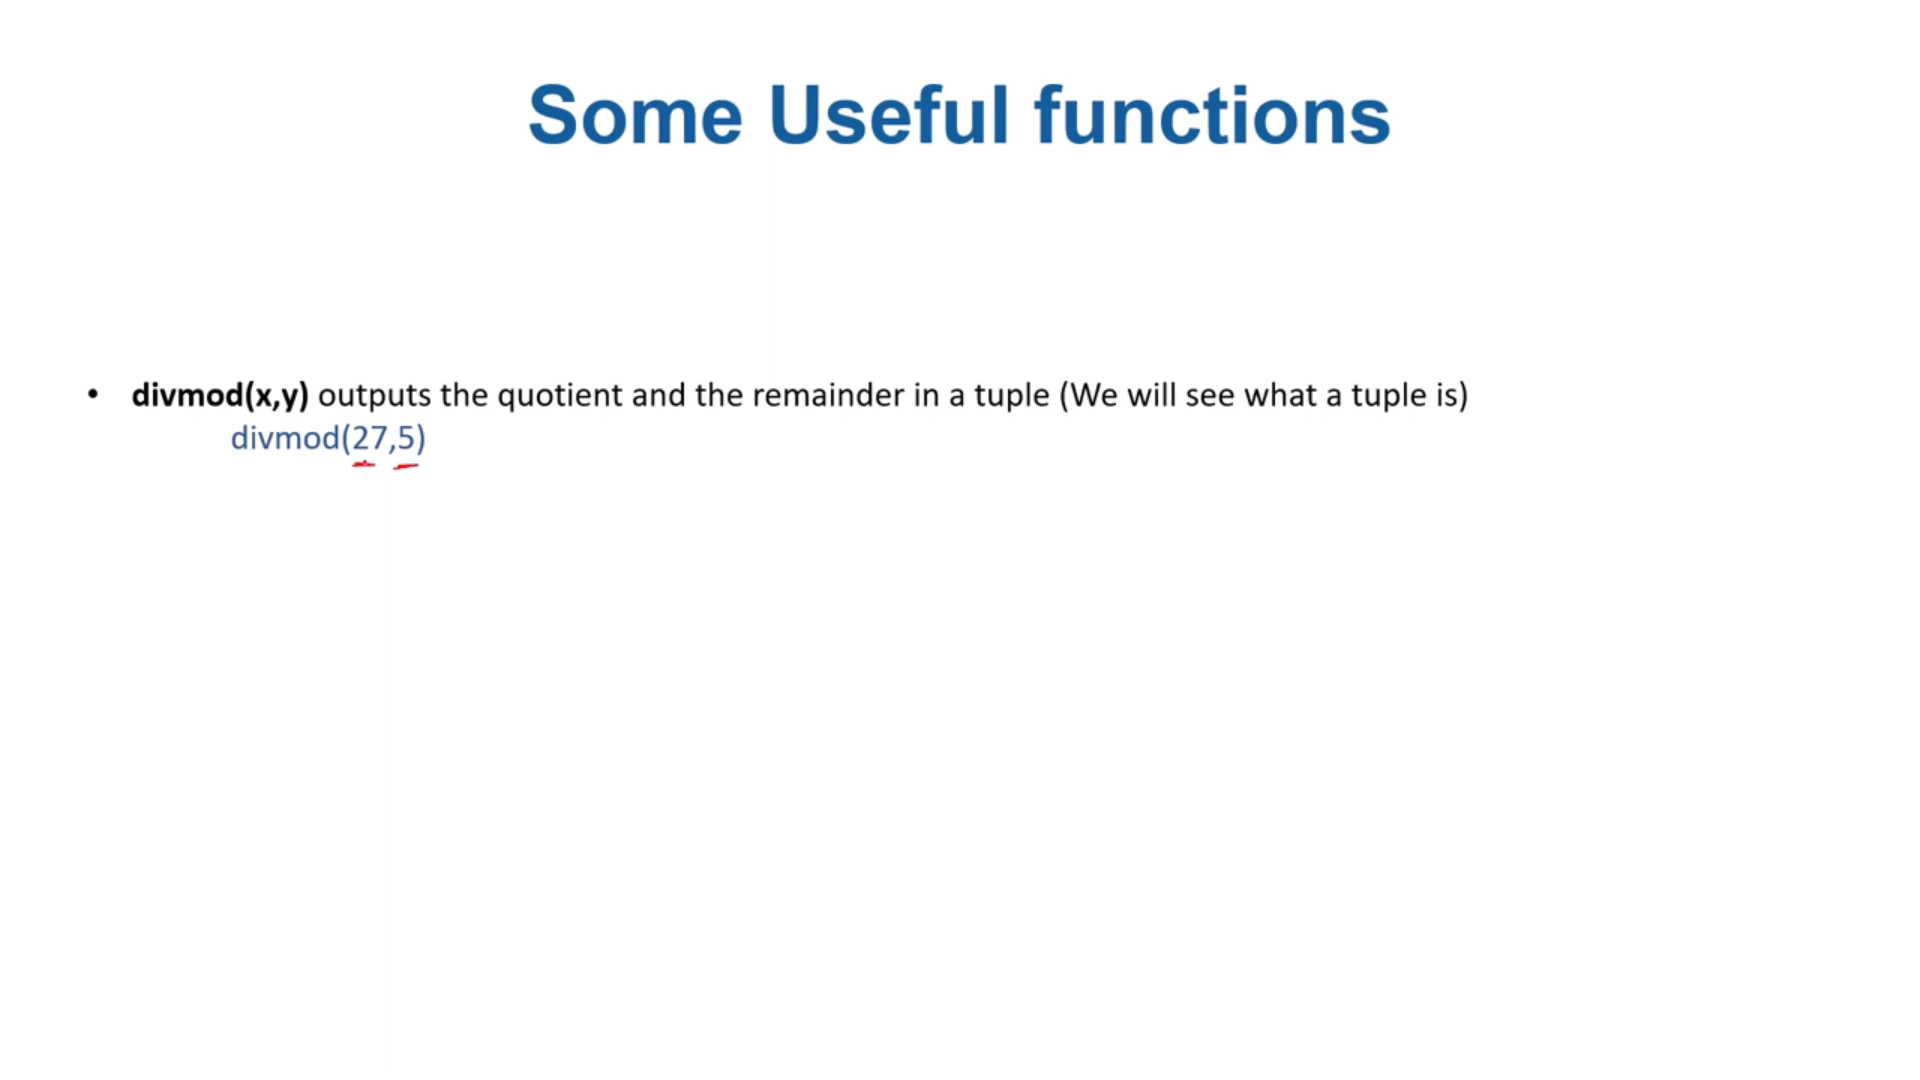 Some Useful functions
• divmod(x,y) outputs the quotient and the remainder in a tuple (We will see what a tuple is)
divmod(27,5)